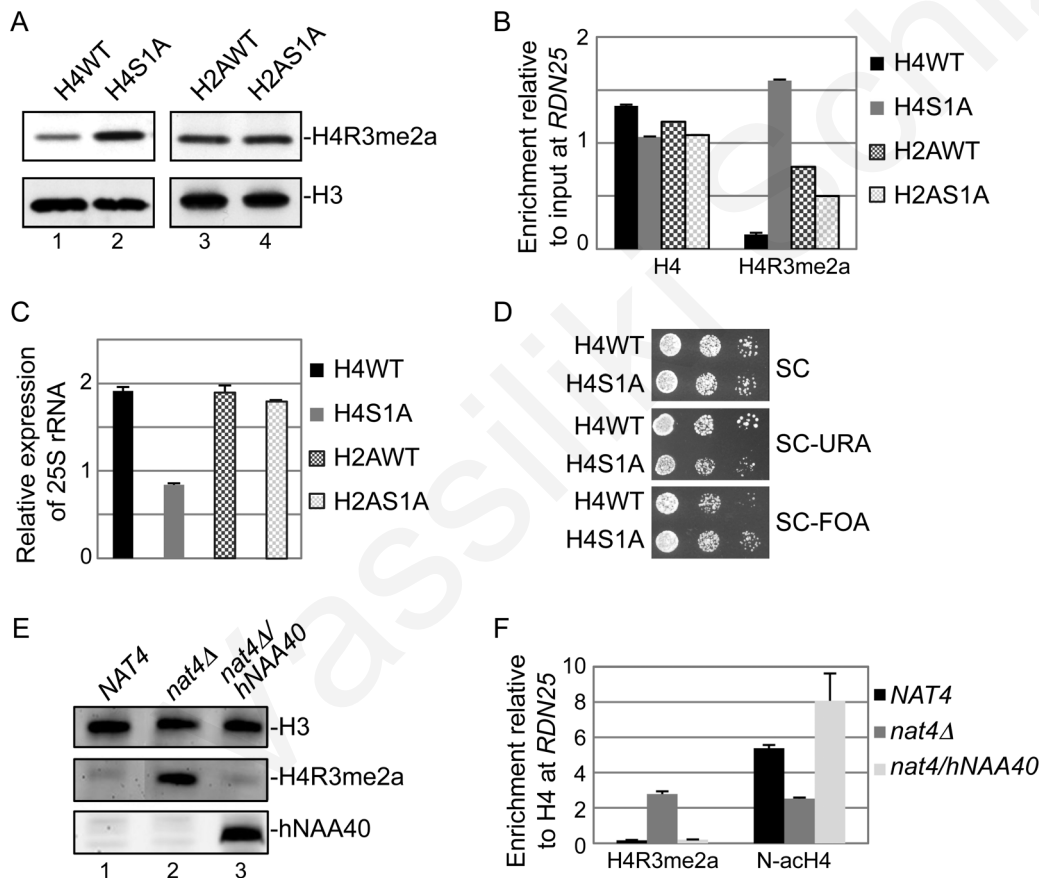 A
H4WT
H4S1A
H2AWT
H2AS1A
-H4R3me2a
-H3
1 2 3 4
B
Enrichment relative
to input at RDN25
2
1
0
H4 H4R3me2a
H4WT
H4S1A
H2AWT
H2AS1A
C
Relative expression
of 25S rRNA
2
1
0
H4WT
H4S1A
H2AWT
H2AS1A
D
H4WT
H4S1A
SC
H4WT
H4S1A
SC-URA
H4WT
H4S1A
SC-FOA
E
NAT4
nat4Δ
nat4Δ/
hNAA40
-H3
-H4R3me2a
-hNAA40
1 2 3
F
Enrichment relative
to H4 at RDN25
10
8
6
4
2
0
H4R3me2a N-acH4
NAT4
nat4Δ
nat4/hNAA40